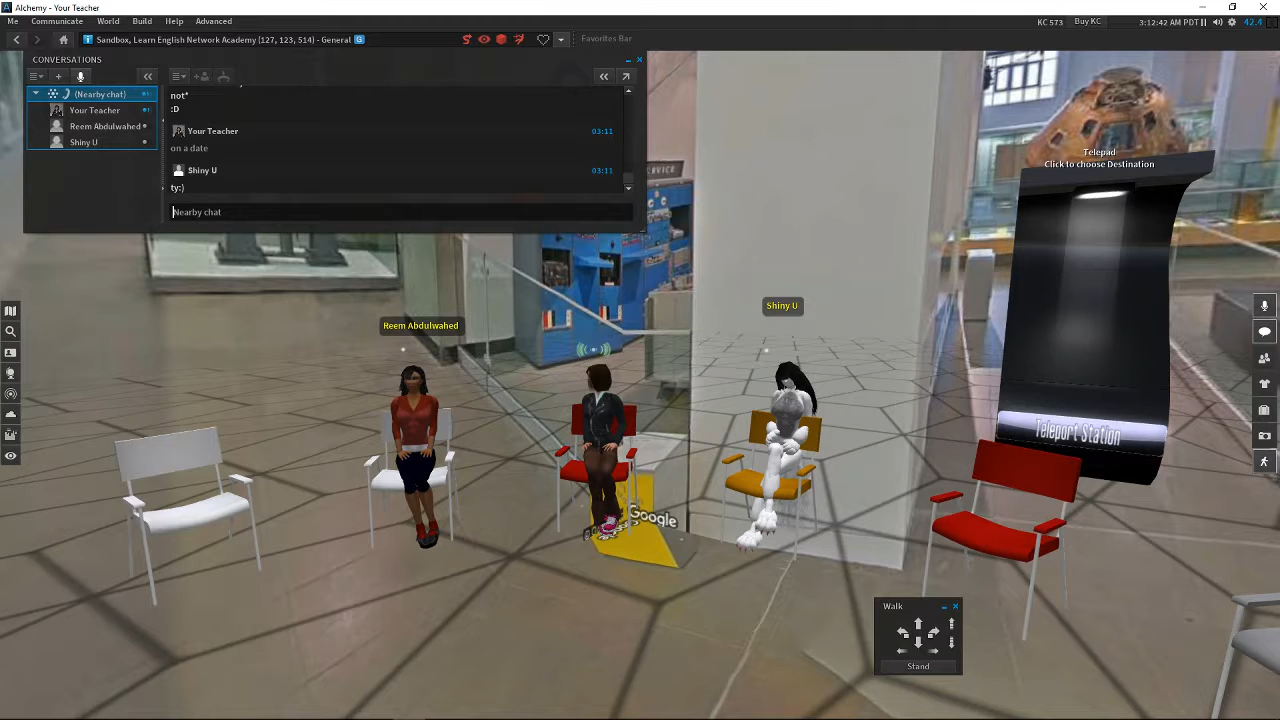 Alchemy - Your Teacher
Me Communicate World Build Help Advanced
KC 573 Buy KC 3:12:42 AM PDT 42.4
Sandbox, Learn English Network Academy (127, 123, 514) - General G
Favorites Bar
CONVERSATIONS
(Nearby chat)
Your Teacher
Reem Abdulwahed
Shiny U
not*
:D
Your Teacher 03:11
on a date
Shiny U 03:11
ty:)
Nearby chat
Telepad
Click to choose Destination
SERVICE
Shiny U
Reem Abdulwahed
Teleport Station
Google
Walk
Stand